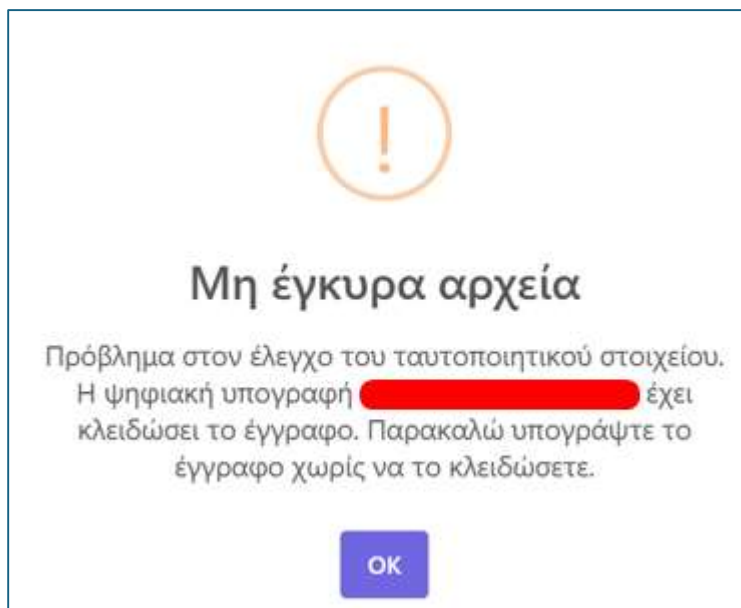 !
Μη έγκυρα αρχεία
Πρόβλημα στον έλεγχο του ταυτοποιητικού στοιχείου.
Η ψηφιακή υπογραφή έχει
κλειδώσει το έγγραφο. Παρακαλώ υπογράψτε το
έγγραφο χωρίς να το κλειδώσετε.
OK